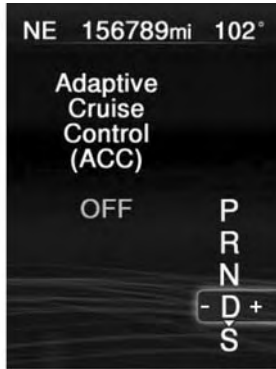 NE 156789mi 102°
Adaptive
Cruise
Control
(ACC)
OFF
P
R
N
- D +
S